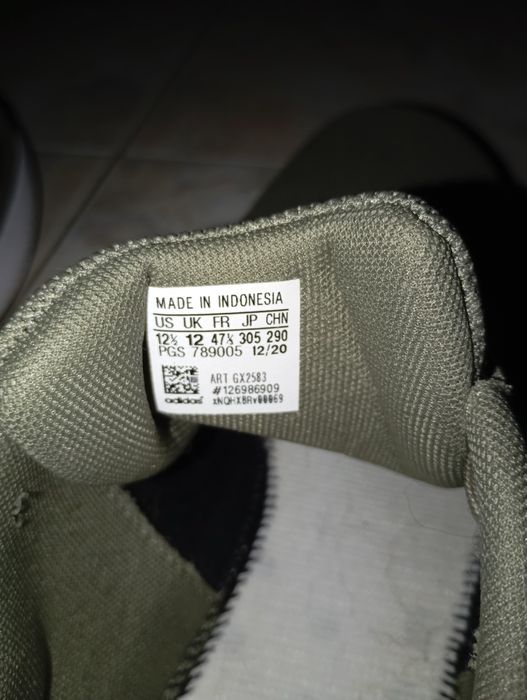 MADE IN INDONESIA
US UK FR JP CHN
12½ 12 47⅓ 305 290
PGS 789005 12/20
ART GX2583
#126986909
adidas xNQHXBRv00069